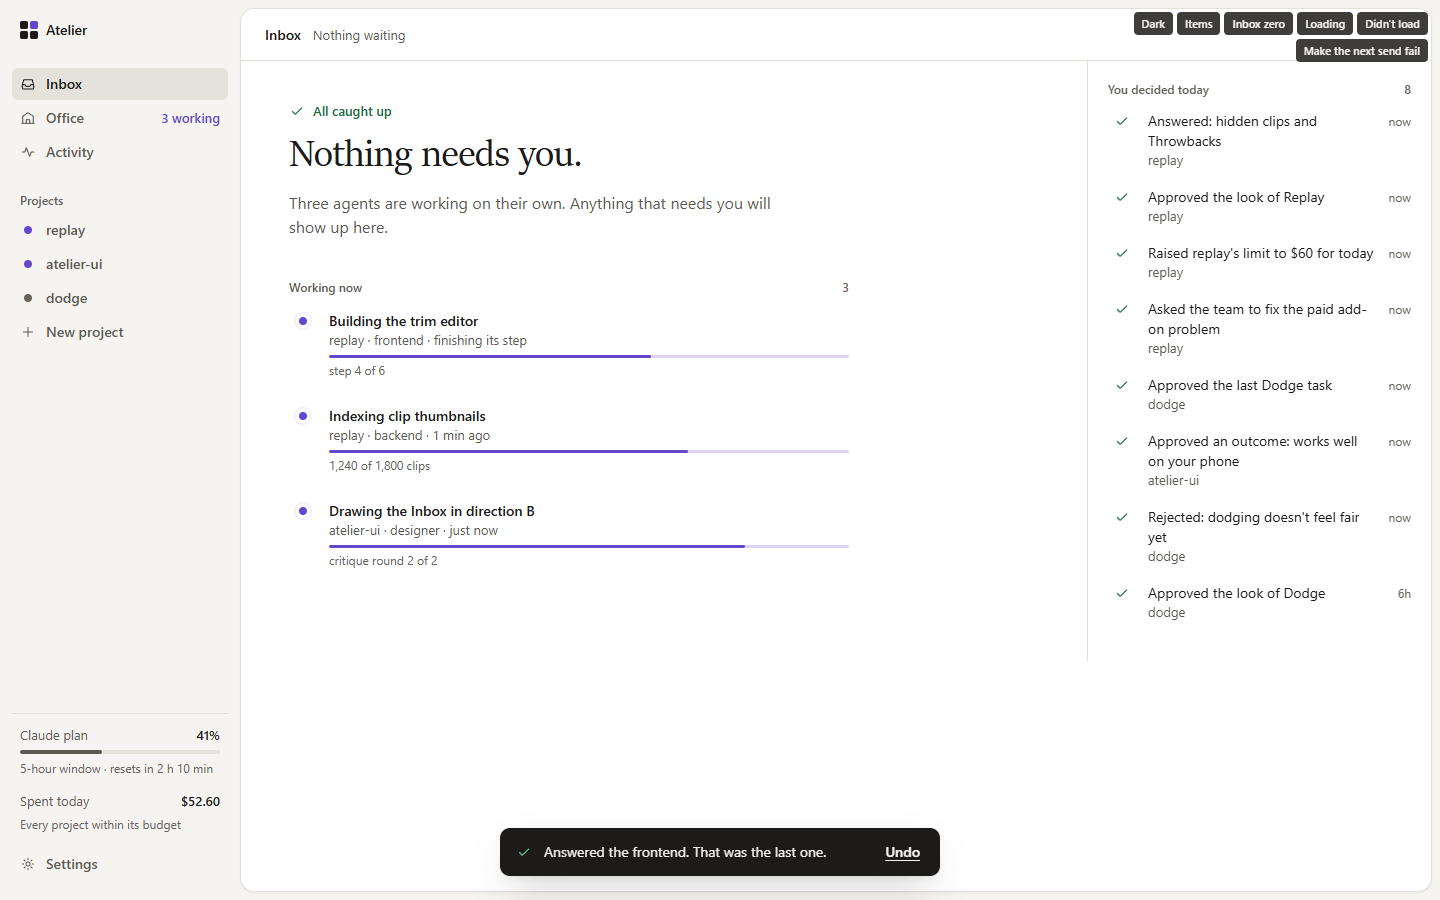 Atelier
Inbox
Office
3 working
Activity
Projects
replay
atelier-ui
dodge
New project
Claude plan
41%
5-hour window · resets in 2 h 10 min
Spent today
$52.60
Every project within its budget
Settings
Inbox
Nothing waiting
Dark
Items
Inbox zero
Loading
Didn't load
Make the next send fail
All caught up
Nothing needs you.
Three agents are working on their own. Anything that needs you will
show up here.
Working now
3
Building the trim editor
replay · frontend · finishing its step
step 4 of 6
Indexing clip thumbnails
replay · backend · 1 min ago
1,240 of 1,800 clips
Drawing the Inbox in direction B
atelier-ui · designer · just now
critique round 2 of 2
You decided today
8
Answered: hidden clips and
Throwbacks
now
replay
Approved the look of Replay
now
replay
Raised replay's limit to $60 for today
now
replay
Asked the team to fix the paid add-
on problem
now
replay
Approved the last Dodge task
now
dodge
Approved an outcome: works well
on your phone
now
atelier-ui
Rejected: dodging doesn't feel fair
yet
now
dodge
Approved the look of Dodge
6h
dodge
Answered the frontend. That was the last one.
Undo